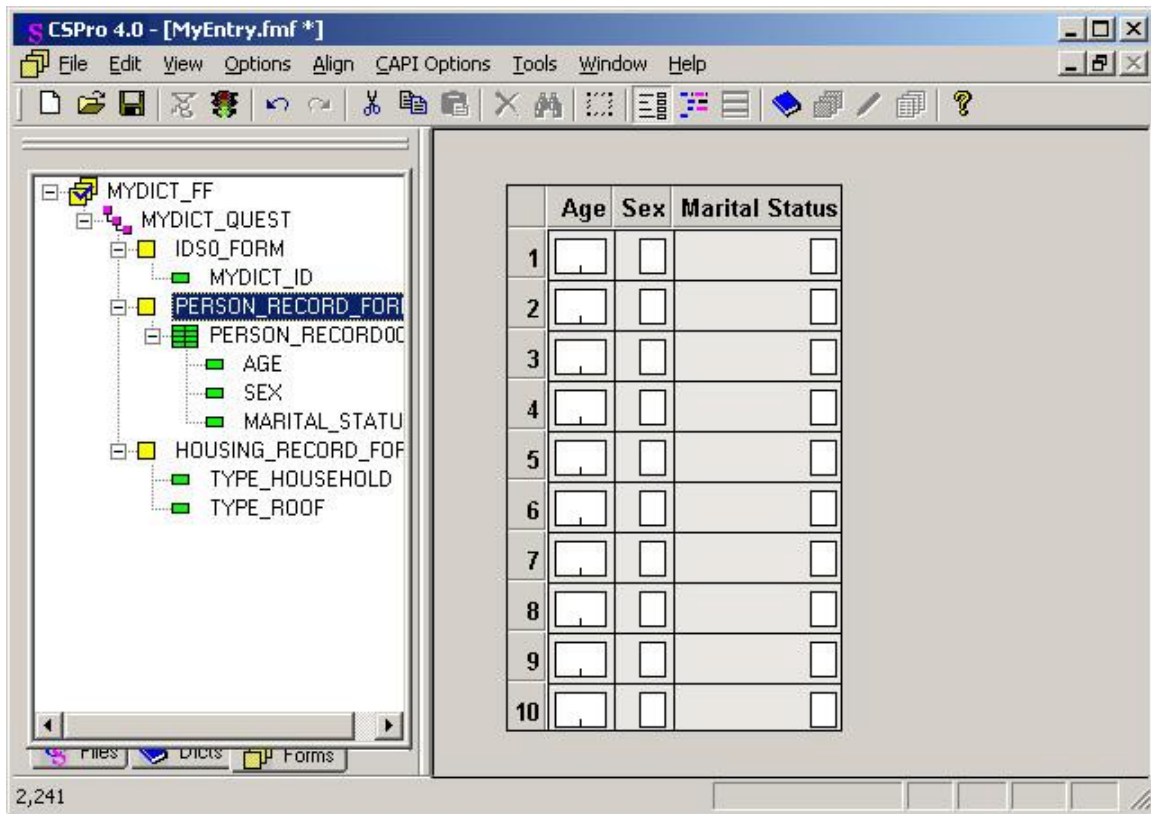 CSPro 4.0 - [MyEntry.fmf *]
File Edit View Options Align CAPI Options Tools Window Help
MYDICT_FF
MYDICT_QUEST
IDS0_FORM
MYDICT_ID
PERSON_RECORD_FOR
PERSON_RECORD00
AGE
SEX
MARITAL_STATU
HOUSING_RECORD_FOR
TYPE_HOUSEHOLD
TYPE_ROOF
Age Sex Marital Status
1
2
3
4
5
6
7
8
9
10
Files Dicts Forms
2,241